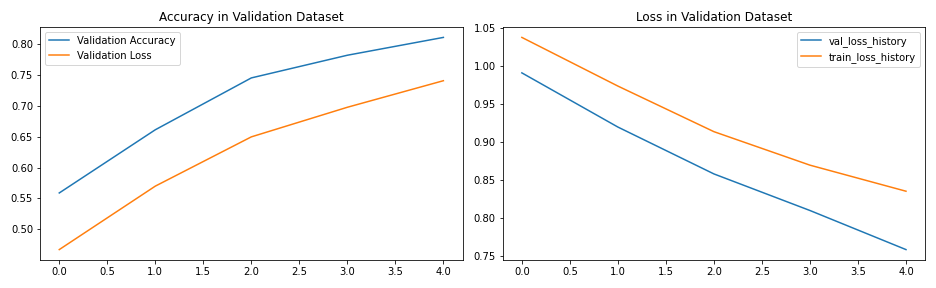 Accuracy in Validation Dataset
Validation Accuracy
Validation Loss
0.80
0.75
0.70
0.65
0.60
0.55
0.50
0.0 0.5 1.0 1.5 2.0 2.5 3.0 3.5 4.0
Loss in Validation Dataset
val_loss_history
train_loss_history
1.05
1.00
0.95
0.90
0.85
0.80
0.75
0.0 0.5 1.0 1.5 2.0 2.5 3.0 3.5 4.0